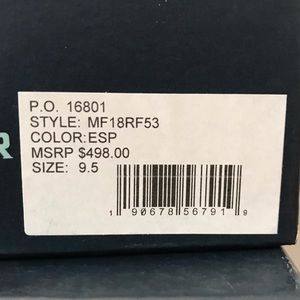 P.O. 16801
STYLE: MF18RF53
COLOR:ESP
MSRP $498.00
SIZE: 9.5
1 90678 56791 9
R